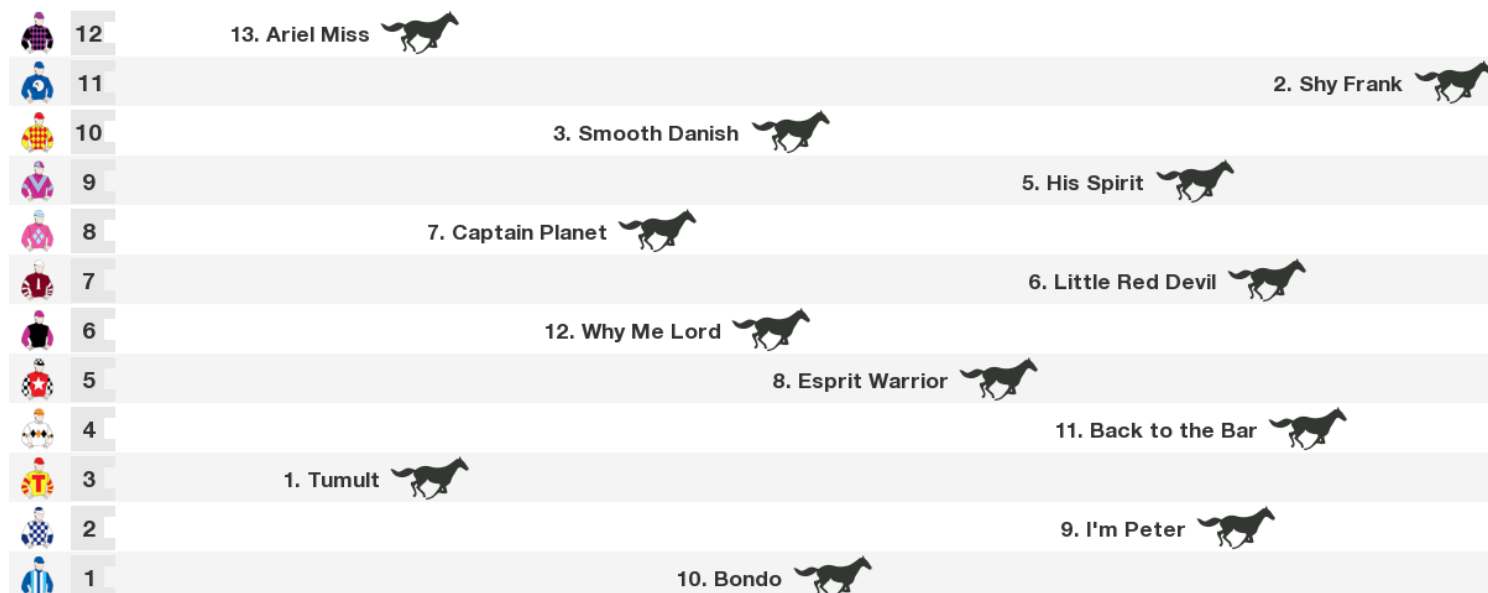 12 13. Ariel Miss
11 2. Shy Frank
10 3. Smooth Danish
9 5. His Spirit
8 7. Captain Planet
7 6. Little Red Devil
6 12. Why Me Lord
5 8. Esprit Warrior
4 11. Back to the Bar
T 3 1. Tumult
2 9. I'm Peter
1 10. Bondo